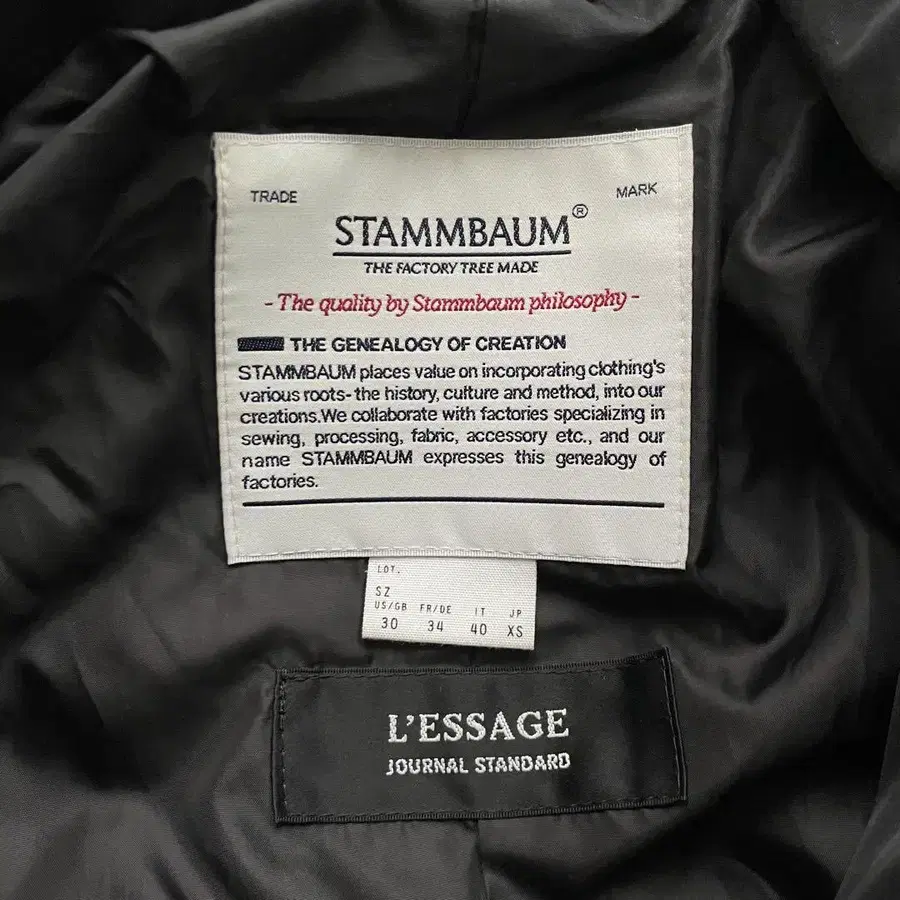 TRADE MARK
STAMMBAUM®
THE FACTORY TREE MADE
- The quality by Stammbaum philosophy -
THE GENEALOGY OF CREATION
STAMMBAUM places value on incorporating clothing's
various roots- the history, culture and method, into our
creations.We collaborate with factories specializing in
sewing, processing, fabric, accessory etc., and our
name STAMMBAUM expresses this genealogy of
factories.
LOT.
SZ
US/GB FR/DE IT JP
30 34 40 XS
L'ESSAGE
JOURNAL STANDARD